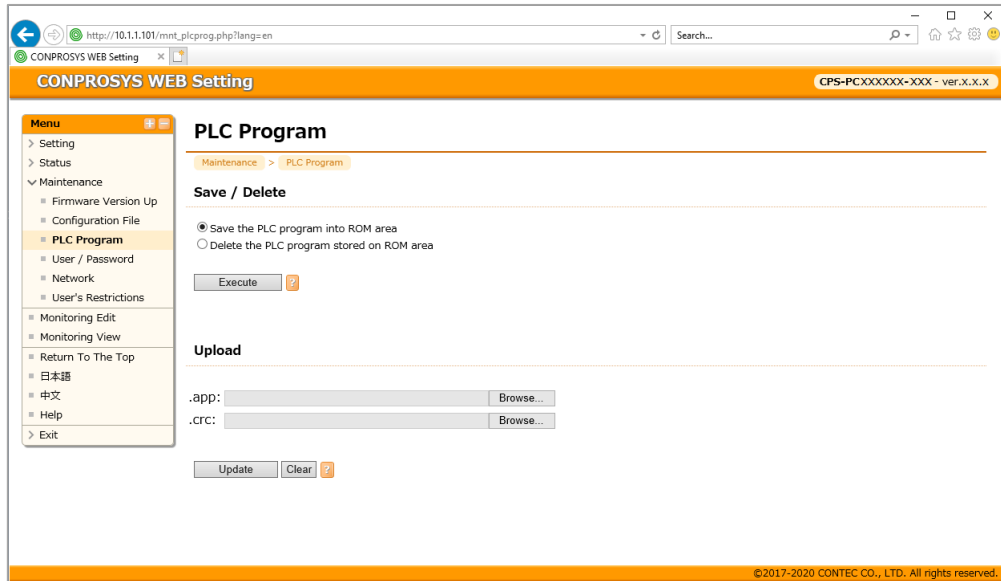 http://10.1.1.101/mnt_plcprog.php?lang=en
Search...
CONPROSYS WEB Setting
CONPROSYS WEB Setting
CPS-PCXXXXXX-XXX - ver.x.x.x
Menu
Setting
Status
Maintenance
Firmware Version Up
Configuration File
PLC Program
User / Password
Network
User's Restrictions
Monitoring Edit
Monitoring View
Return To The Top
日本語
中文
Help
Exit
PLC Program
Maintenance > PLC Program
Save / Delete
Save the PLC program into ROM area
Delete the PLC program stored on ROM area
Execute ?
Upload
.app: Browse...
.crc: Browse...
Update Clear ?
©2017-2020 CONTEC CO., LTD. All rights reserved.